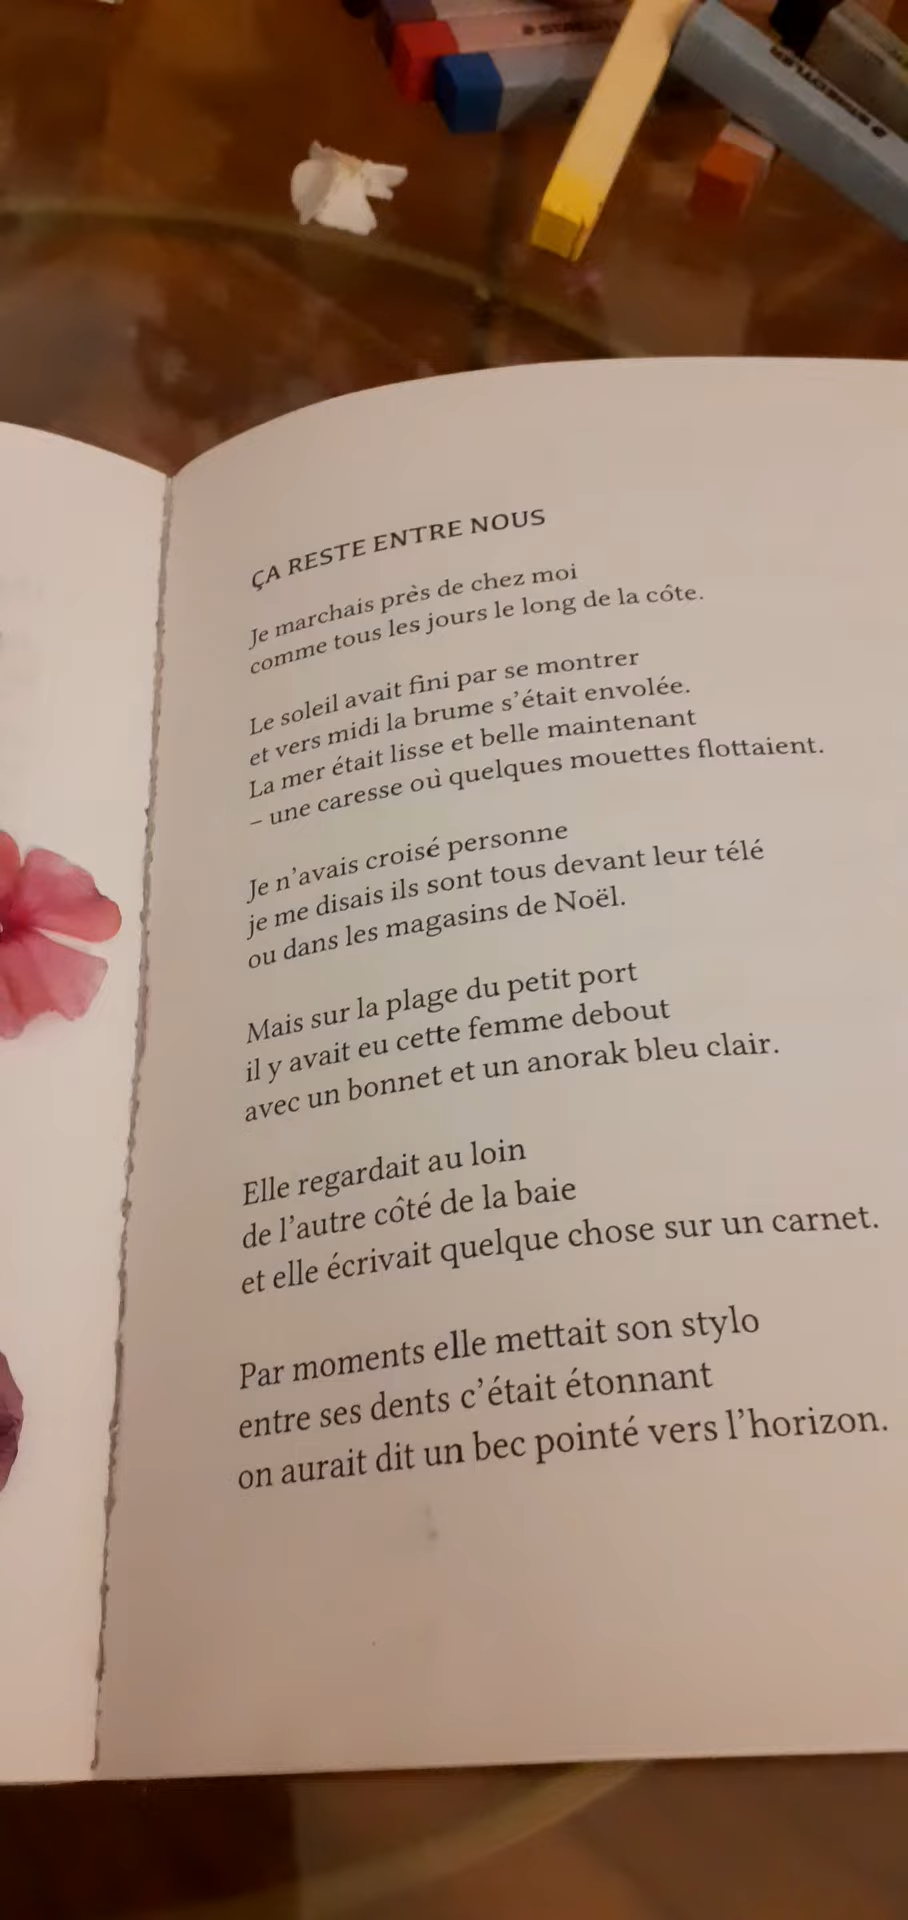 ÇA RESTE ENTRE NOUS
Je marchais près de chez moi
comme tous les jours le long de la côte.
Le soleil avait fini par se montrer
et vers midi la brume s'était envolée.
La mer était lisse et belle maintenant
– une caresse où quelques mouettes flottaient.
Je n'avais croisé personne
je me disais ils sont tous devant leur télé
ou dans les magasins de Noël.
Mais sur la plage du petit port
il y avait eu cette femme debout
avec un bonnet et un anorak bleu clair.
Elle regardait au loin
de l'autre côté de la baie
et elle écrivait quelque chose sur un carnet.
Par moments elle mettait son stylo
entre ses dents c'était étonnant
on aurait dit un bec pointé vers l'horizon.